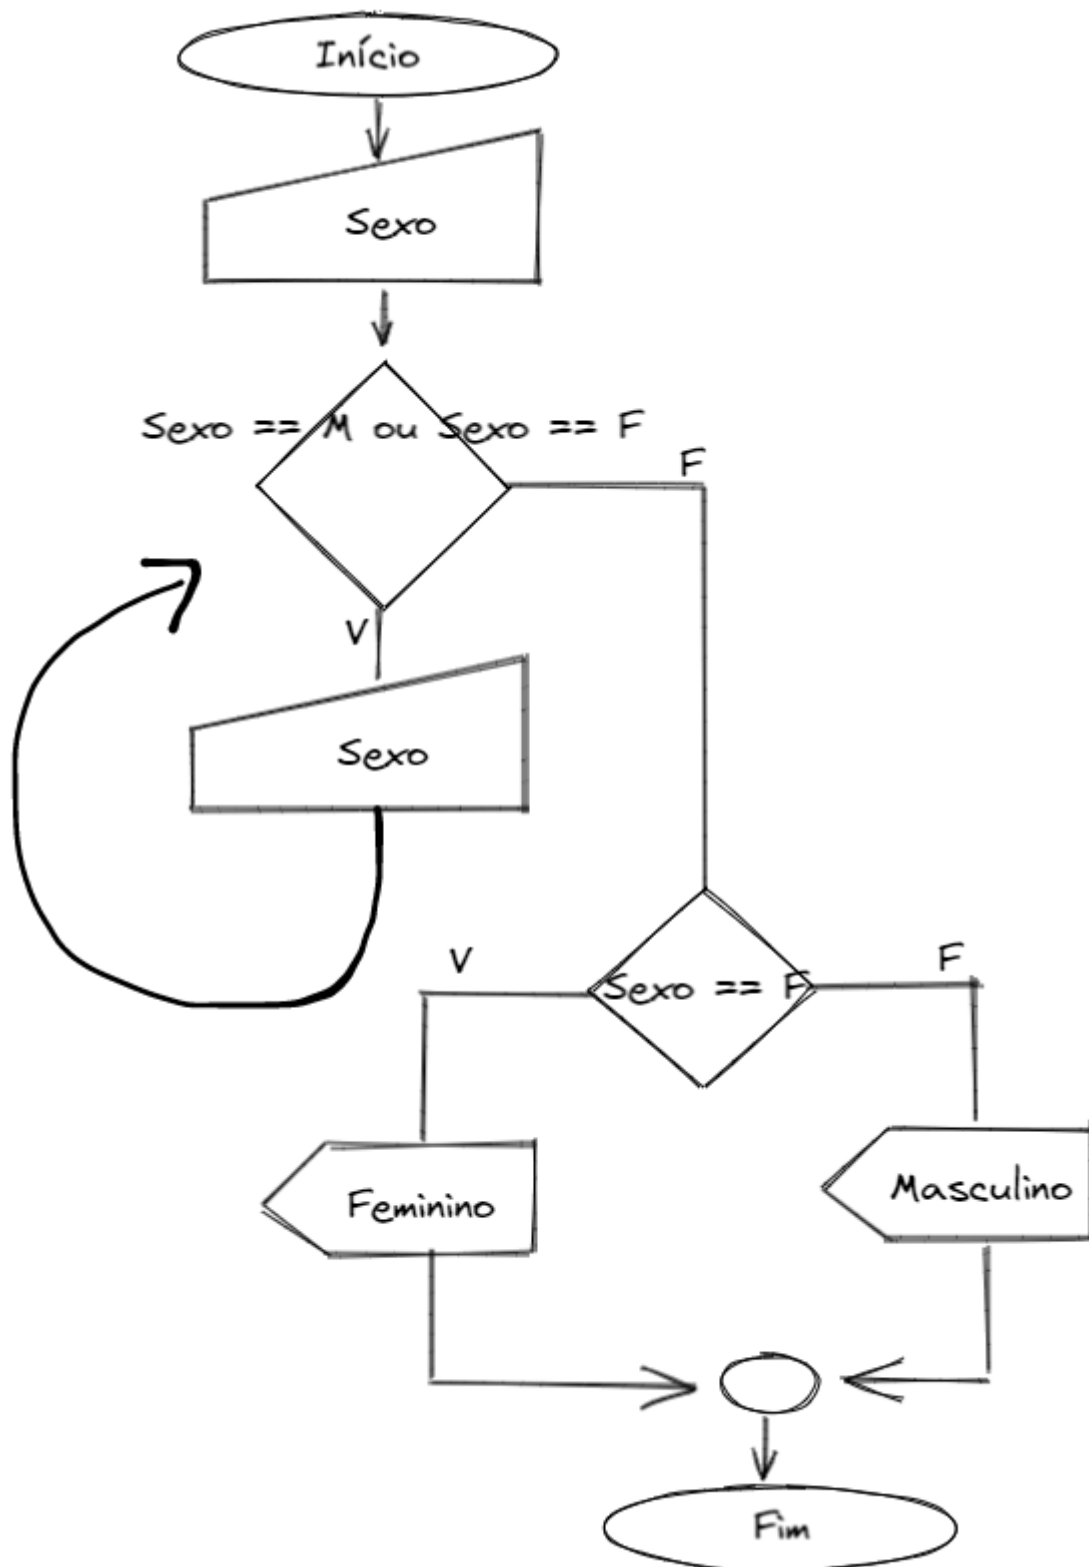 Início
Sexo
Sexo == M ou Sexo == F
F
V
Sexo
V
F
Sexo == F
Feminino
Masculino
Fim